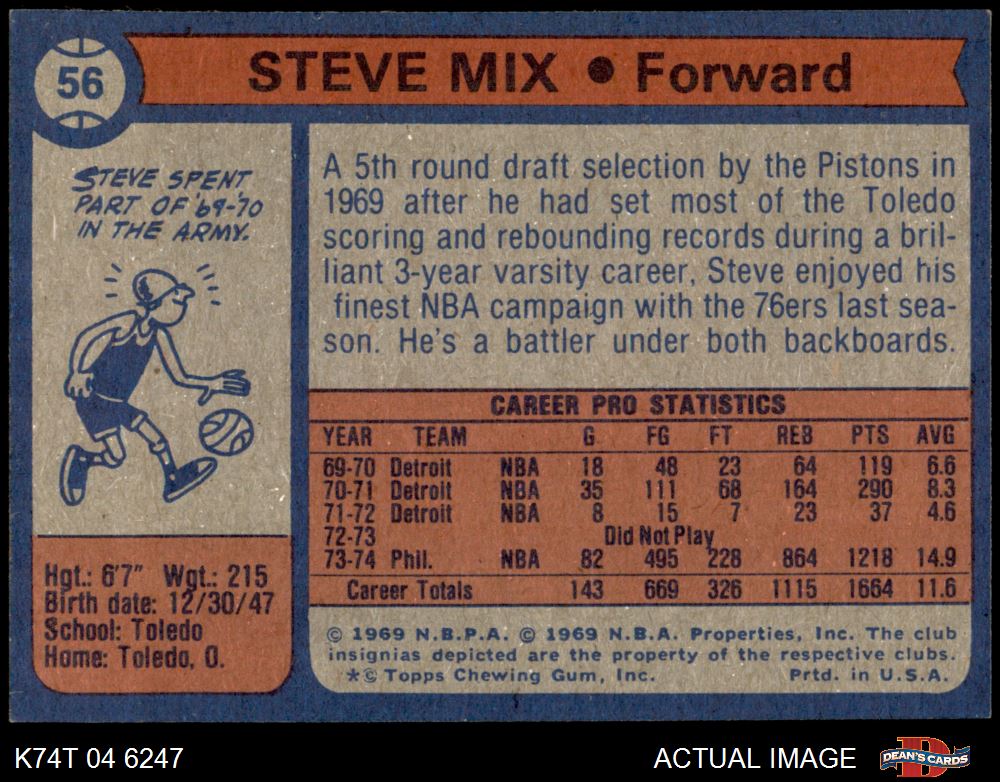 56
STEVE MIX • Forward
STEVE SPENT
PART OF '69-70
IN THE ARMY.
Hgt.: 6'7" Wgt.: 215
Birth date: 12/30/47
School: Toledo
Home: Toledo, O.
A 5th round draft selection by the Pistons in
1969 after he had set most of the Toledo
scoring and rebounding records during a bril-
liant 3-year varsity career, Steve enjoyed his
finest NBA campaign with the 76ers last sea-
son. He's a battler under both backboards.
CAREER PRO STATISTICS
YEAR TEAM G FG FT REB PTS AVG
69-70 Detroit NBA 18 48 23 64 119 6.6
70-71 Detroit NBA 35 111 68 164 290 8.3
71-72 Detroit NBA 8 15 7 23 37 4.6
72-73 Did Not Play
73-74 Phil. NBA 82 495 228 864 1218 14.9
Career Totals 143 669 326 1115 1664 11.6
© 1969 N.B.P.A. © 1969 N.B.A. Properties, Inc. The club
insignias depicted are the property of the respective clubs.
*© Topps Chewing Gum, Inc. Prtd. in U.S.A.
K74T 04 6247
ACTUAL IMAGE
D
DEAN'S CARDS